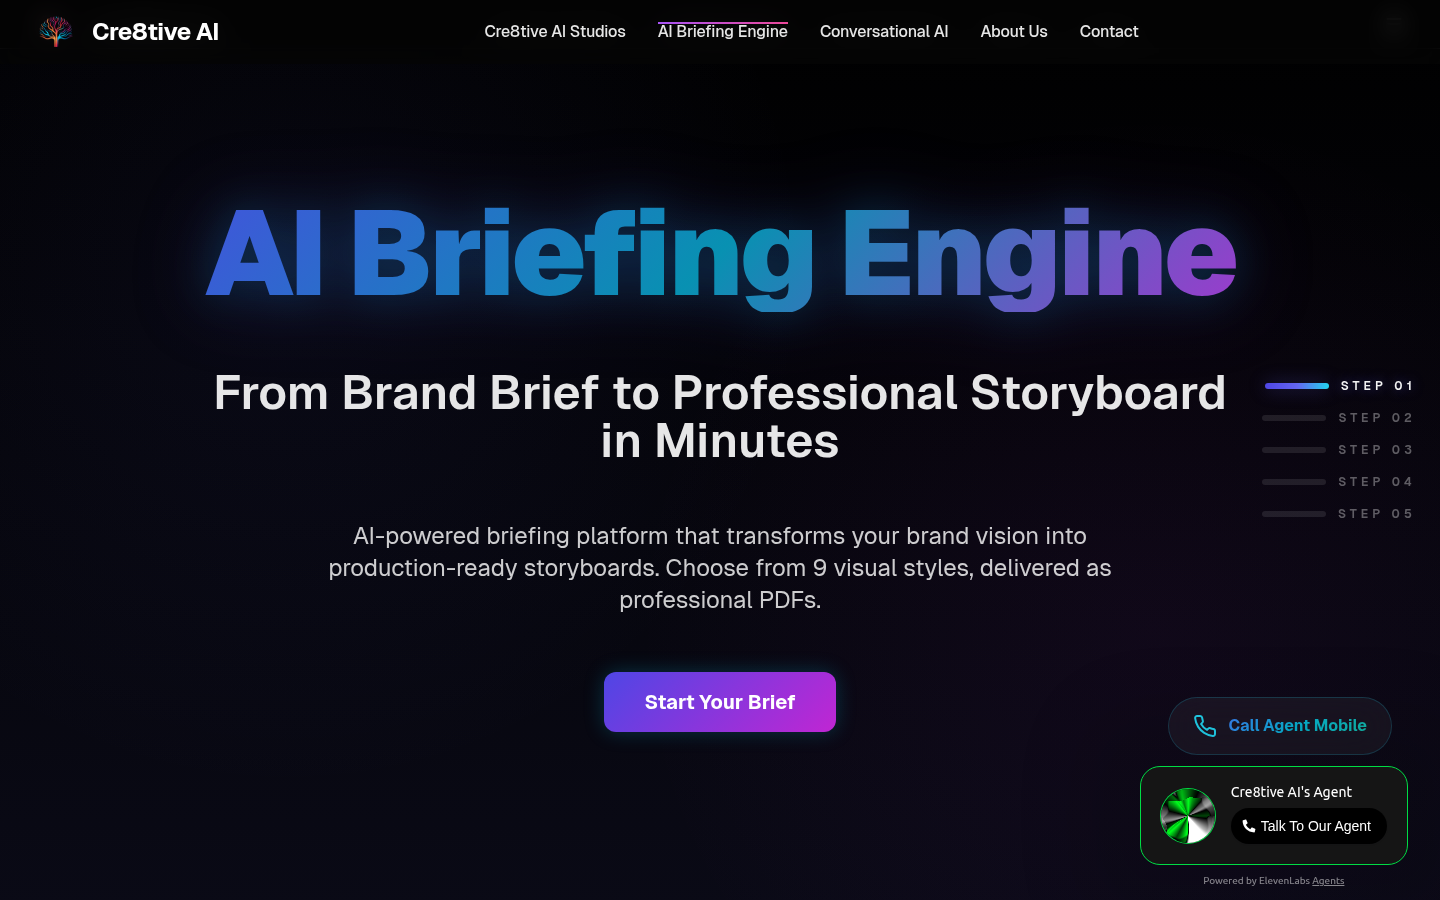 Cre8tive AI
Cre8tive AI Studios
AI Briefing Engine
Conversational AI
About Us
Contact
AI Briefing Engine
From Brand Brief to Professional Storyboard
in Minutes
STEP 01
STEP 02
STEP 03
STEP 04
STEP 05
AI-powered briefing platform that transforms your brand vision into
production-ready storyboards. Choose from 9 visual styles, delivered as
professional PDFs.
Start Your Brief
Call Agent Mobile
Cre8tive AI's Agent
Talk To Our Agent
Powered by ElevenLabs Agents